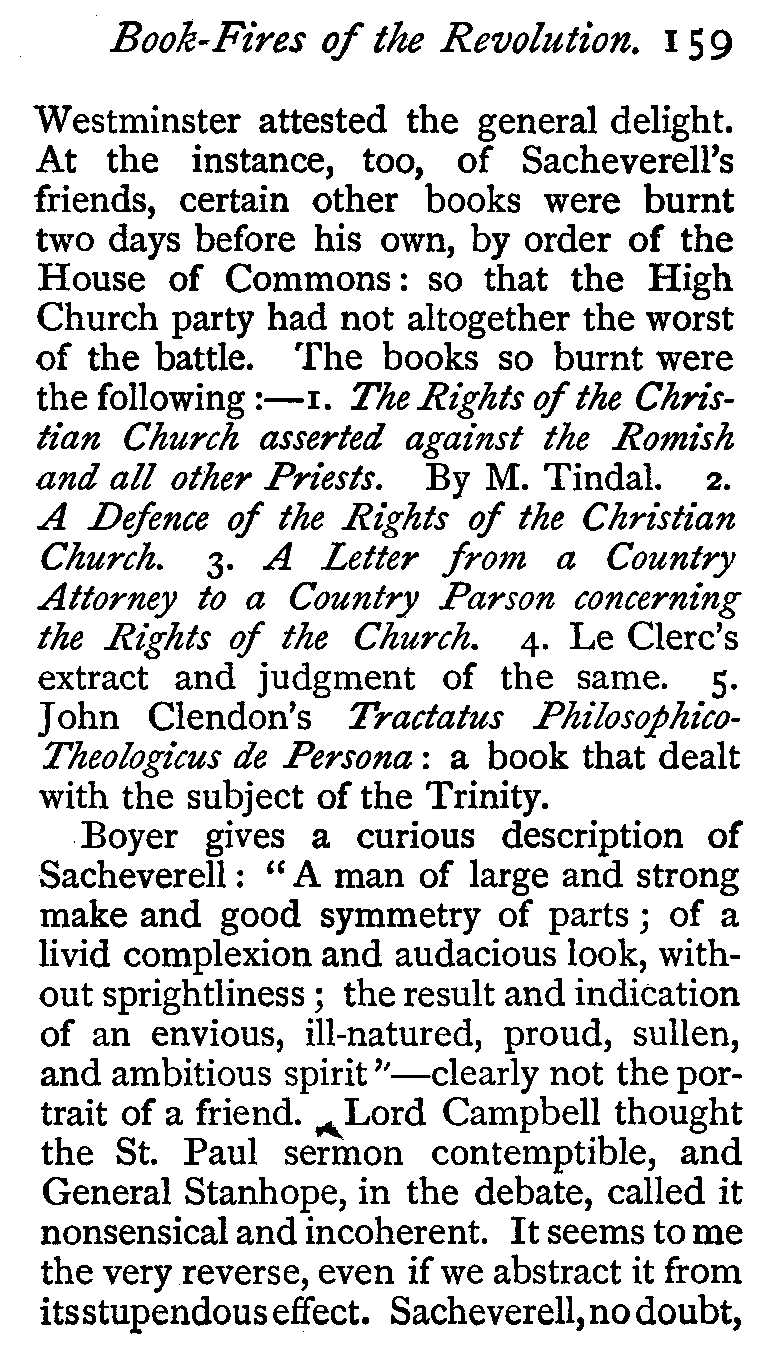 Book-Fires of the Revolution. 159
Westminster attested the general delight.
At the instance, too, of Sacheverell's
friends, certain other books were burnt
two days before his own, by order of the
House of Commons: so that the High
Church party had not altogether the worst
of the battle. The books so burnt were
the following :—1. The Rights of the Chris-
tian Church asserted against the Romish
and all other Priests. By M. Tindal. 2.
A Defence of the Rights of the Christian
Church. 3. A Letter from a Country
Attorney to a Country Parson concerning
the Rights of the Church. 4. Le Clerc's
extract and judgment of the same. 5.
John Clendon's Tractatus Philosophico-
Theologicus de Persona: a book that dealt
with the subject of the Trinity.
Boyer gives a curious description of
Sacheverell: "A man of large and strong
make and good symmetry of parts; of a
livid complexion and audacious look, with-
out sprightliness; the result and indication
of an envious, ill-natured, proud, sullen,
and ambitious spirit"—clearly not the por-
trait of a friend. Lord Campbell thought
the St. Paul sermon contemptible, and
General Stanhope, in the debate, called it
nonsensical and incoherent. It seems to me
the very reverse, even if we abstract it from
its stupendous effect. Sacheverell, no doubt,